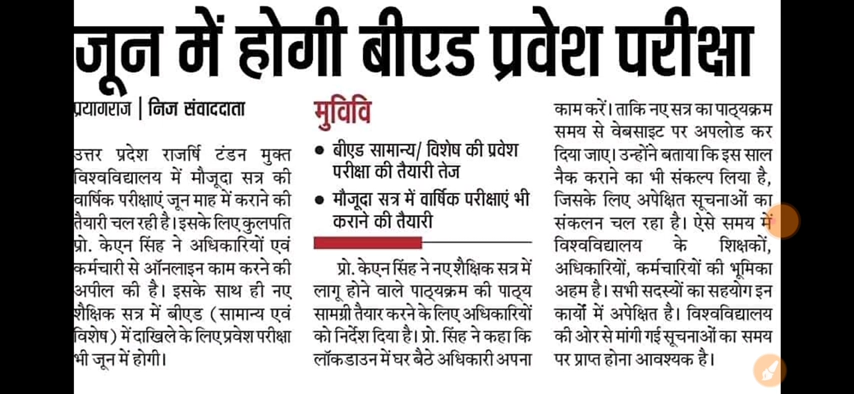 जून में होगी बीएड प्रवेश परीक्षा
प्रयागराज | निज संवाददाता
उत्तर प्रदेश राजर्षि टंडन मुक्त
विश्वविद्यालय में मौजूदा सत्र की
वार्षिक परीक्षाएं जून माह में कराने की
तैयारी चल रही है। इसके लिए कुलपति
प्रो. केएन सिंह ने अधिकारियों एवं
कर्मचारी से ऑनलाइन काम करने की
अपील की है। इसके साथ ही नए
शैक्षिक सत्र में बीएड (सामान्य एवं
विशेष) में दाखिले के लिए प्रवेश परीक्षा
भी जून में होगी।
मुविवि
● बीएड सामान्य/ विशेष की प्रवेश
परीक्षा की तैयारी तेज
● मौजूदा सत्र में वार्षिक परीक्षाएं भी
कराने की तैयारी
प्रो. केएन सिंह ने नए शैक्षिक सत्र में
लागू होने वाले पाठ्यक्रम की पाठ्य
सामग्री तैयार करने के लिए अधिकारियों
को निर्देश दिया है। प्रो. सिंह ने कहा कि
लॉकडाउन में घर बैठे अधिकारी अपना
काम करें। ताकि नए सत्र का पाठ्यक्रम
समय से वेबसाइट पर अपलोड कर
दिया जाए। उन्होंने बताया कि इस साल
नैक कराने का भी संकल्प लिया है,
जिसके लिए अपेक्षित सूचनाओं का
संकलन चल रहा है। ऐसे समय में
विश्वविद्यालय के शिक्षकों,
अधिकारियों, कर्मचारियों की भूमिका
अहम है। सभी सदस्यों का सहयोग इन
कार्यों में अपेक्षित है। विश्वविद्यालय
की ओर से मांगी गई सूचनाओं का समय
पर प्राप्त होना आवश्यक है।